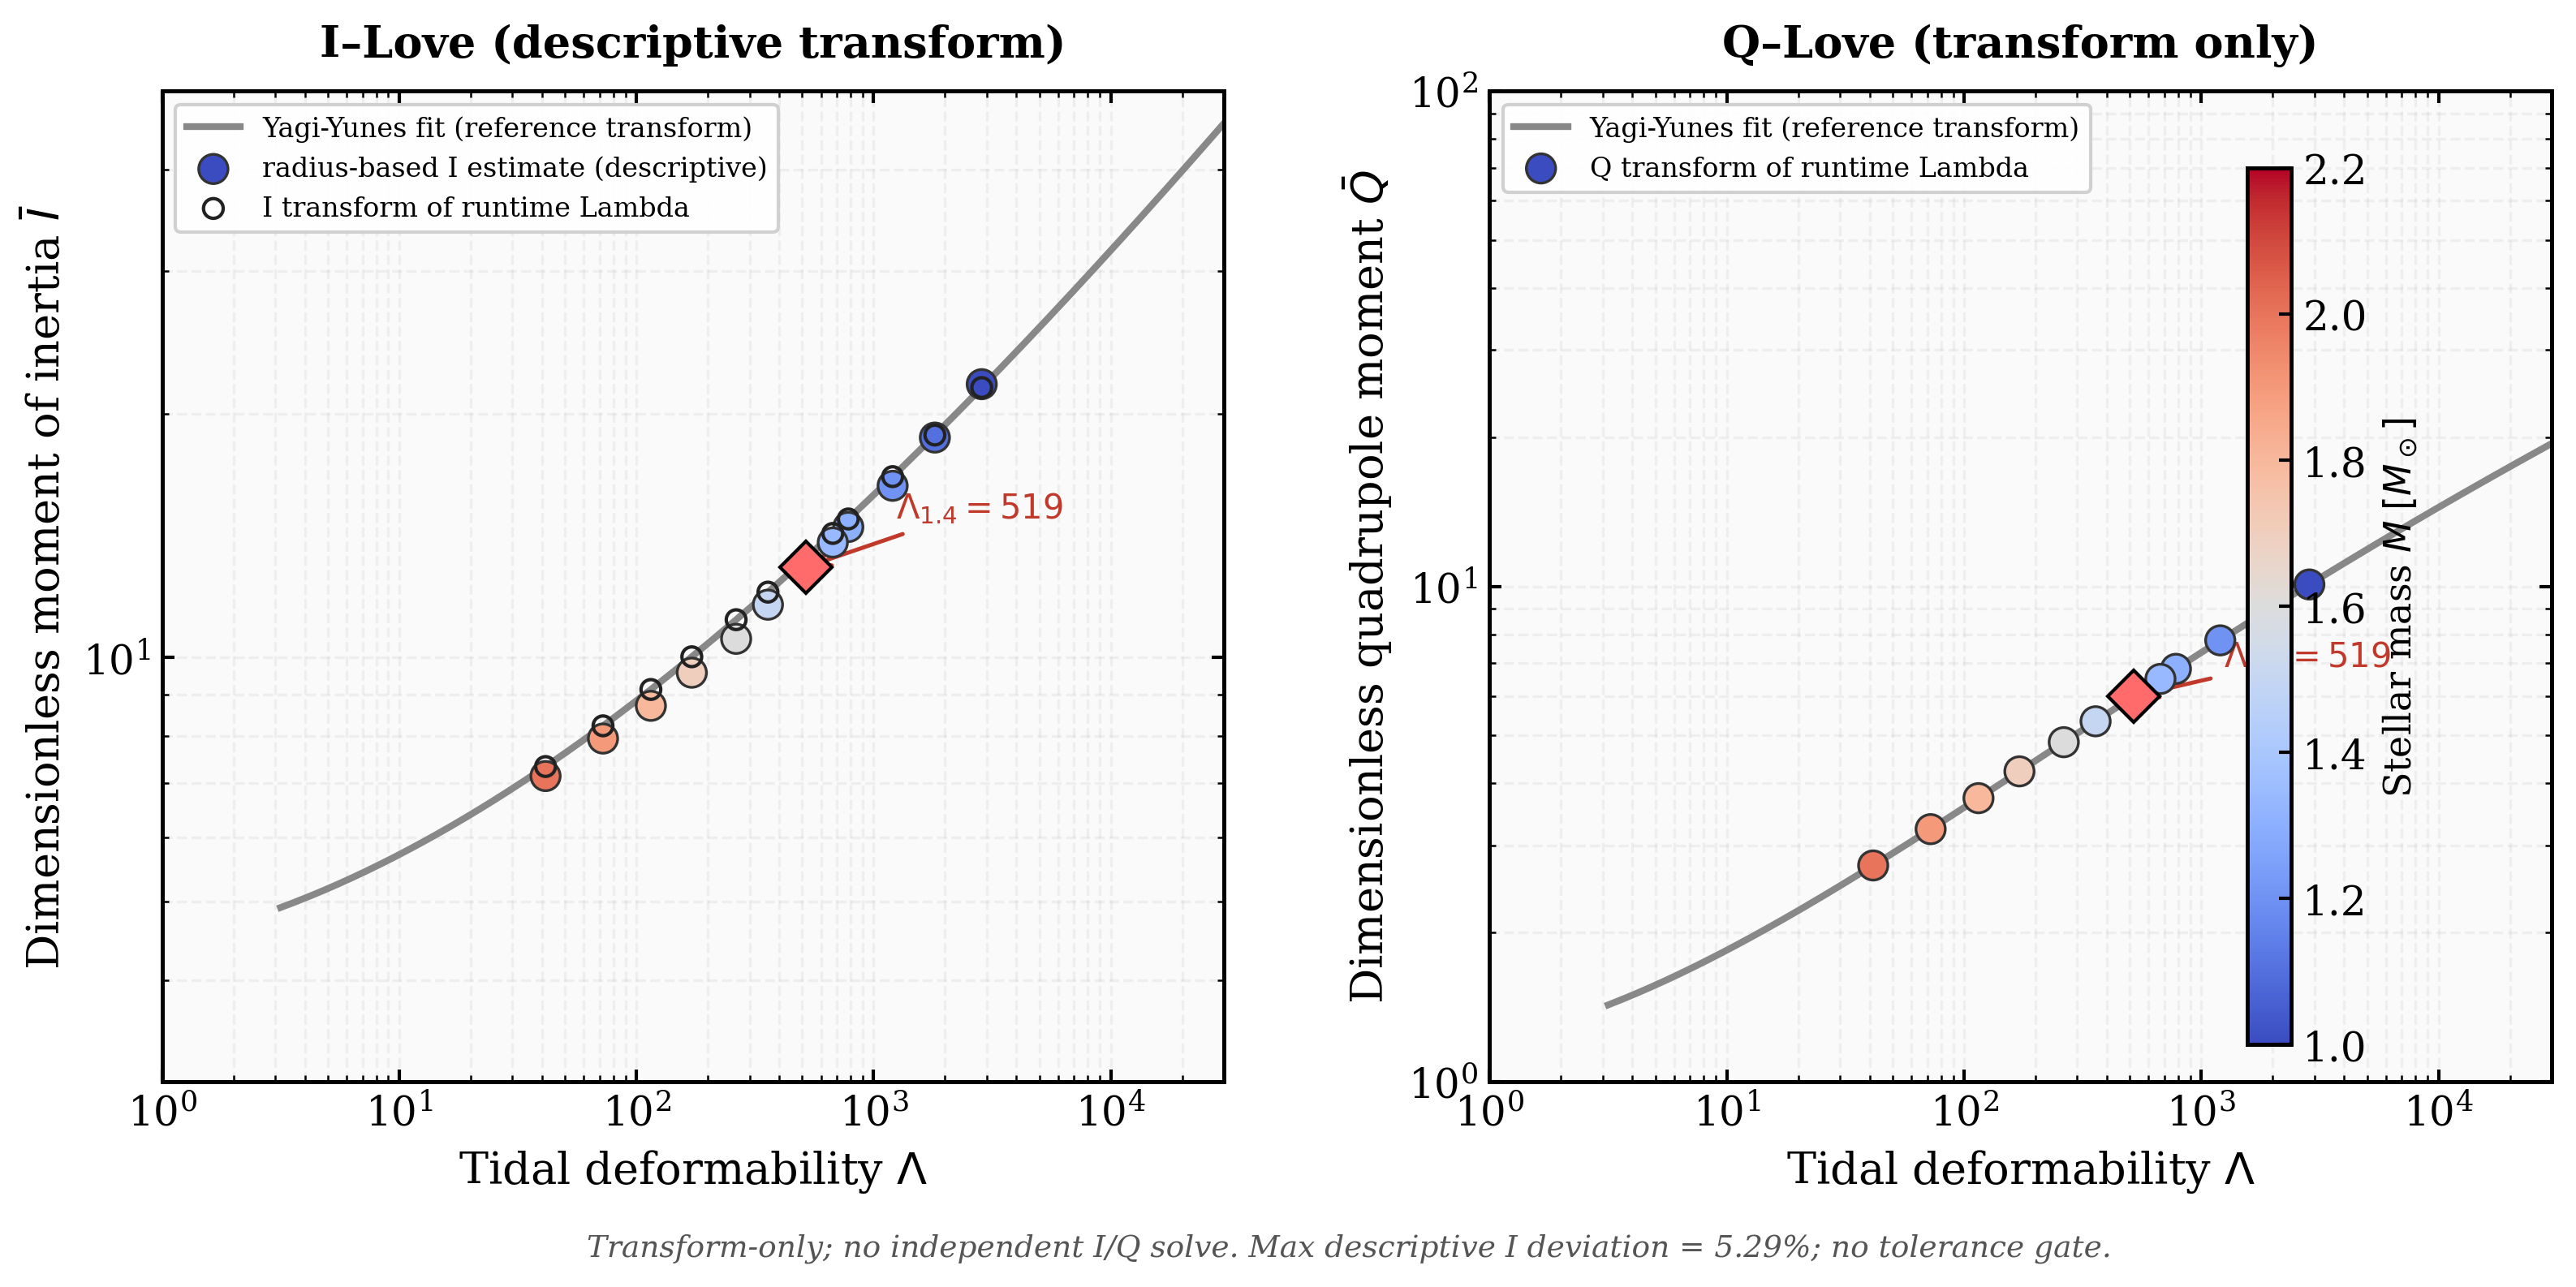 I–Love (descriptive transform)
Yagi-Yunes fit (reference transform)
radius-based I estimate (descriptive)
I transform of runtime Lambda
Λ₁.₄ = 519
Dimensionless moment of inertia Ī
10¹
10⁰ 10¹ 10² 10³ 10⁴
Tidal deformability Λ
Q–Love (transform only)
Yagi-Yunes fit (reference transform)
Q transform of runtime Lambda
Dimensionless quadrupole moment Q̄
10²
10¹
10⁰
Λ = 519
2.2
2.0
1.8
1.6
1.4
1.2
1.0
Stellar mass M [M⊙]
10⁰ 10¹ 10² 10³ 10⁴
Tidal deformability Λ
Transform-only; no independent I/Q solve. Max descriptive I deviation = 5.29%; no tolerance gate.